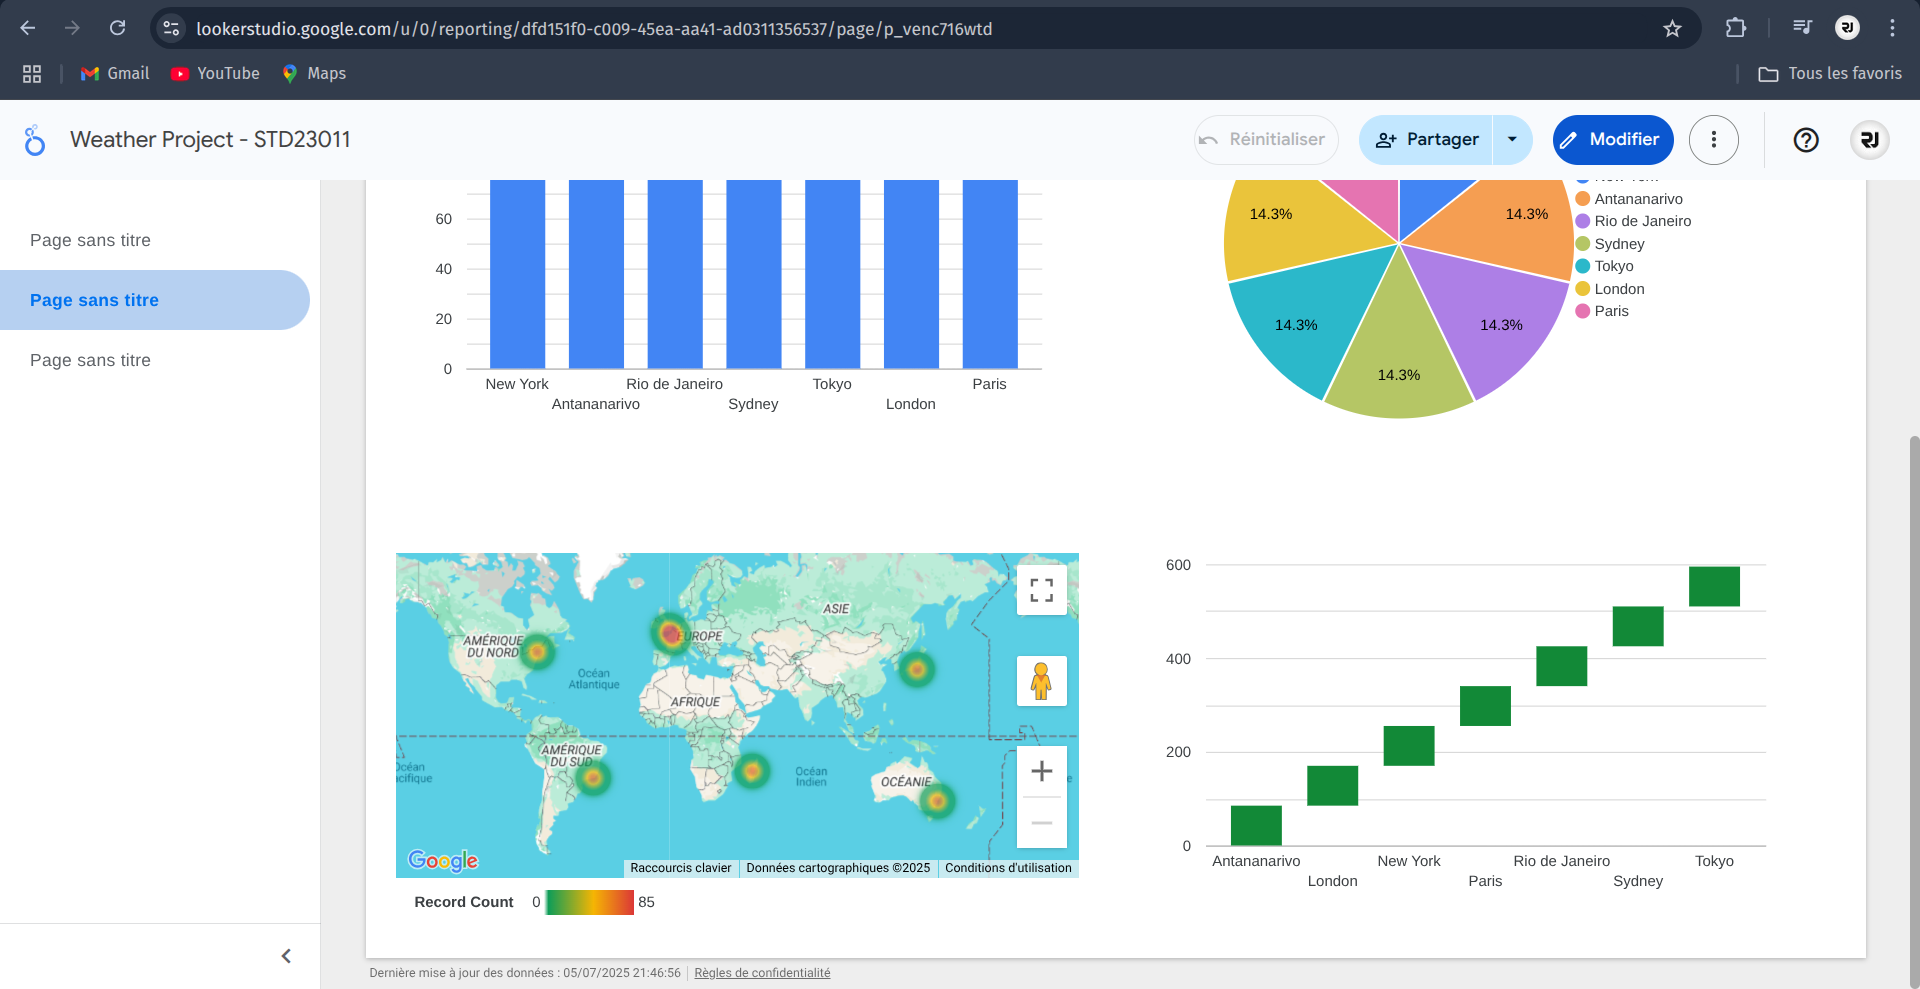 lookerstudio.google.com/u/0/reporting/dfd151f0-c009-45ea-aa41-ad0311356537/page/p_venc716wtd
Gmail
YouTube
Maps
Tous les favoris
Weather Project - STD23011
Réinitialiser
Partager
Modifier
Page sans titre
Page sans titre
Page sans titre
60
40
20
0
New York
Antananarivo
Rio de Janeiro
Sydney
Tokyo
London
Paris
14.3%
14.3%
14.3%
14.3%
14.3%
Antananarivo
Rio de Janeiro
Sydney
Tokyo
London
Paris
ASIE
AMÉRIQUE
DU NORD
EUROPE
Océan
Atlantique
AFRIQUE
AMÉRIQUE
DU SUD
Océan
Indien
OCÉANIE
Google
Raccourcis clavier
Données cartographiques ©2025
Conditions d'utilisation
Record Count 0 85
600
400
200
0
Antananarivo
London
New York
Paris
Rio de Janeiro
Sydney
Tokyo
Dernière mise à jour des données : 05/07/2025 21:46:56
Règles de confidentialité